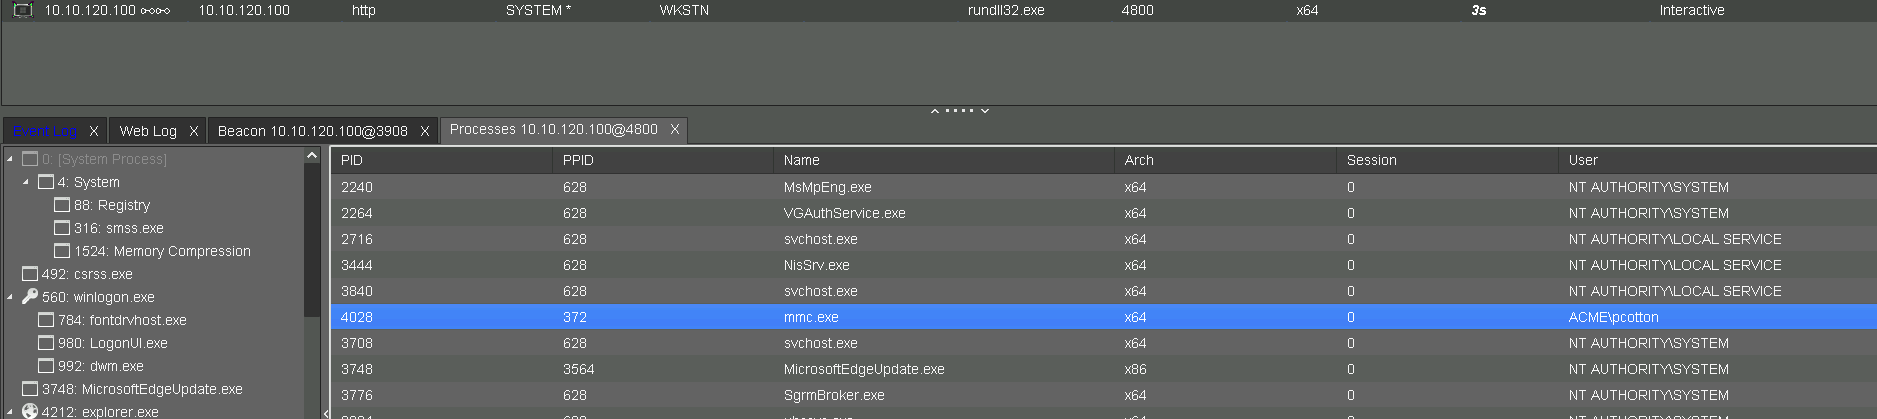 10.10.120.100 10.10.120.100 http SYSTEM * WKSTN rundll32.exe 4800 x64 3s Interactive
Event Log X Web Log X Beacon 10.10.120.100@3908 X Processes 10.10.120.100@4800 X
0: [System Process]
4: System
88: Registry
316: smss.exe
1524: Memory Compression
492: csrss.exe
560: winlogon.exe
784: fontdrvhost.exe
980: LogonUI.exe
992: dwm.exe
3748: MicrosoftEdgeUpdate.exe
4212: explorer.exe
PID PPID Name Arch Session User
2240 628 MsMpEng.exe x64 0 NT AUTHORITY\SYSTEM
2264 628 VGAuthService.exe x64 0 NT AUTHORITY\SYSTEM
2716 628 svchost.exe x64 0 NT AUTHORITY\LOCAL SERVICE
3444 628 NisSrv.exe x64 0 NT AUTHORITY\LOCAL SERVICE
3840 628 svchost.exe x64 0 NT AUTHORITY\LOCAL SERVICE
4028 372 mmc.exe x64 0 ACME\pcotton
3708 628 svchost.exe x64 0 NT AUTHORITY\SYSTEM
3748 3564 MicrosoftEdgeUpdate.exe x86 0 NT AUTHORITY\SYSTEM
3776 628 SgrmBroker.exe x64 0 NT AUTHORITY\SYSTEM